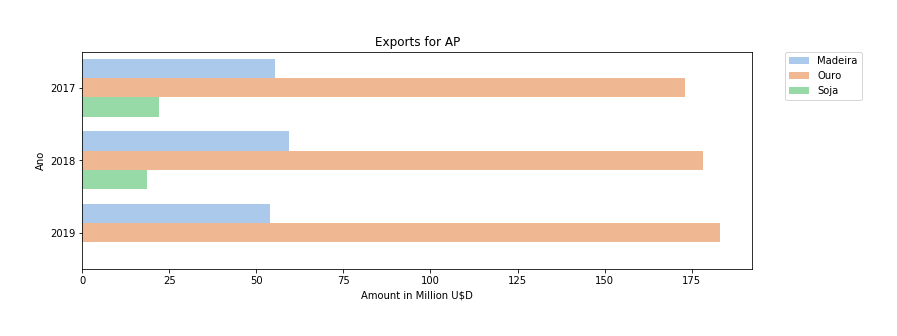 Exports for AP
Madeira
Ouro
Soja
Ano
2017
2018
2019
0 25 50 75 100 125 150 175
Amount in Million U$D